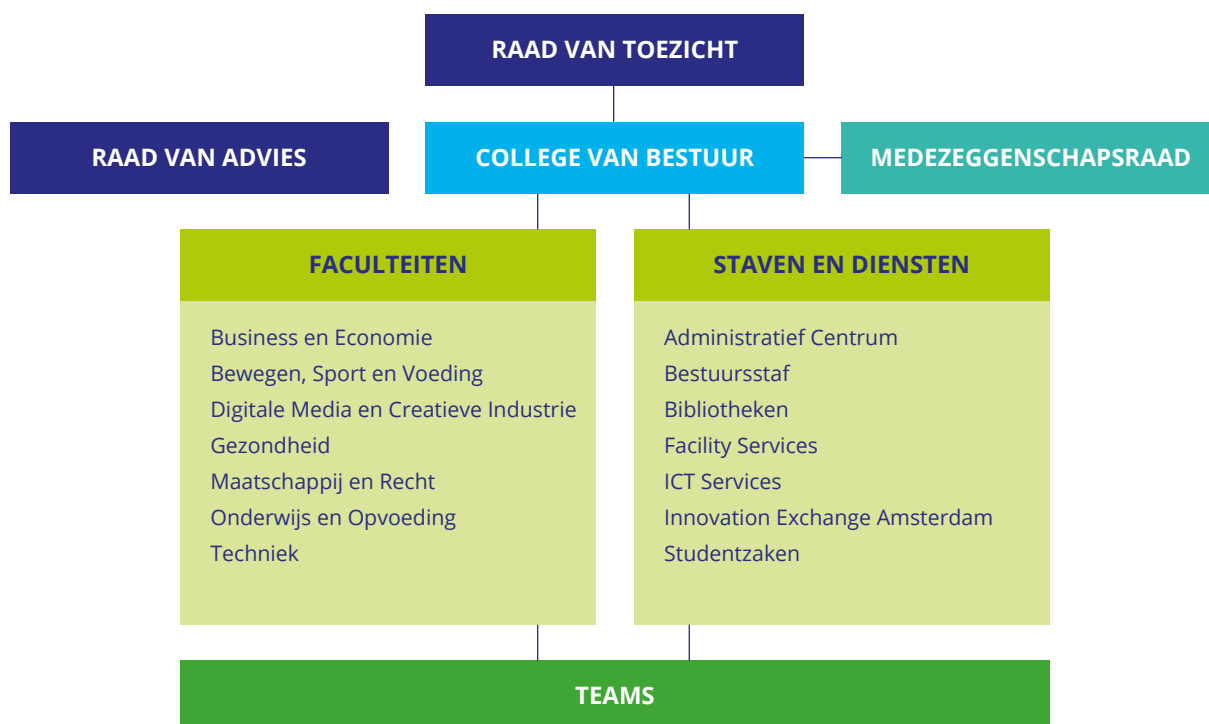 RAAD VAN TOEZICHT
RAAD VAN ADVIES
COLLEGE VAN BESTUUR
MEDEZEGGENSCHAPSRAAD
FACULTEITEN
Business en Economie
Bewegen, Sport en Voeding
Digitale Media en Creatieve Industrie
Gezondheid
Maatschappij en Recht
Onderwijs en Opvoeding
Techniek
STAVEN EN DIENSTEN
Administratief Centrum
Bestuursstaf
Bibliotheken
Facility Services
ICT Services
Innovation Exchange Amsterdam
Studentzaken
TEAMS